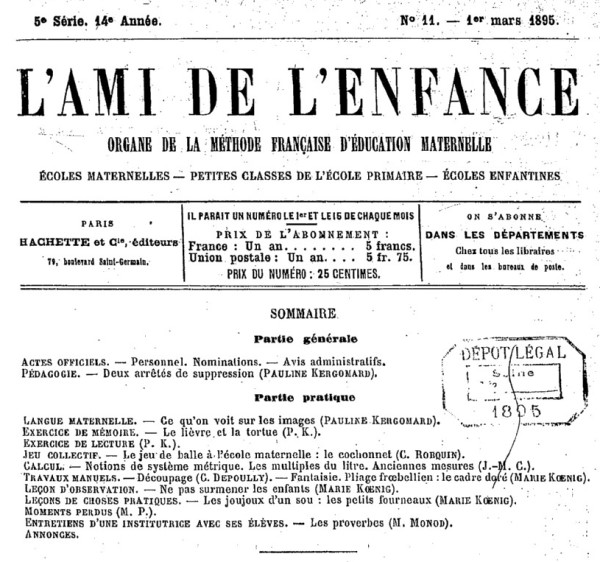 5e Série. 14e Année.
No 11. — 1er mars 1895.
L'AMI DE L'ENFANCE
ORGANE DE LA MÉTHODE FRANÇAISE D'ÉDUCATION MATERNELLE
ÉCOLES MATERNELLES — PETITES CLASSES DE L'ÉCOLE PRIMAIRE — ÉCOLES ENFANTINES
PARIS
HACHETTE et Cie, éditeurs
79, boulevard Saint-Germain.
IL PARAIT UN NUMÉRO LE 1er ET LE 15 DE CHAQUE MOIS
PRIX DE L'ABONNEMENT :
France : Un an. . . . . . . . 5 francs.
Union postale : Un an. . . . 5 fr. 75.
PRIX DU NUMÉRO : 25 CENTIMES.
ON S'ABONNE
DANS LES DÉPARTEMENTS
Chez tous les libraires
et dans les bureaux de poste.
SOMMAIRE
Partie générale
ACTES OFFICIELS. — Personnel. Nominations. — Avis administratifs.
PÉDAGOGIE. — Deux arrêtés de suppression (PAULINE KERGOMARD).
DÉPOT LÉGAL
Seine
1895
Partie pratique
LANGUE MATERNELLE. — Ce qu'on voit sur les images (PAULINE KERGOMARD).
EXERCICE DE MÉMOIRE. — Le lièvre et la tortue (P. K.).
EXERCICE DE LECTURE (P. K.).
JEU COLLECTIF. — Le jeu de balle à l'école maternelle : le cochonnet (C. ROBQUIN).
CALCUL. — Notions de système métrique. Les multiples du litre. Anciennes mesures (J.-M. C.).
TRAVAUX MANUELS. — Découpage (C. DEPOULLY). — Fantaisie. Pliage frœbellien : le cadre doré (MARIE KŒNIG).
LEÇON D'OBSERVATION. — Ne pas surmener les enfants (MARIE KŒNIG).
LEÇONS DE CHOSES PRATIQUES. — Les joujoux d'un sou : les petits fourneaux (MARIE KŒNIG).
MOMENTS PERDUS (M. P.).
ENTRETIENS D'UNE INSTITUTRICE AVEC SES ÉLÈVES. — Les proverbes (M. MONOD).
ANNONCES.